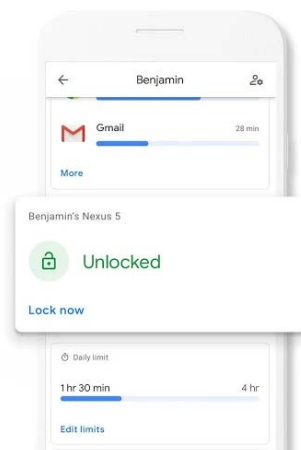 Benjamin
Gmail
28 min
More
Benjamin's Nexus 5
Unlocked
Lock now
Daily limit
1 hr 30 min
4 hr
Edit limits